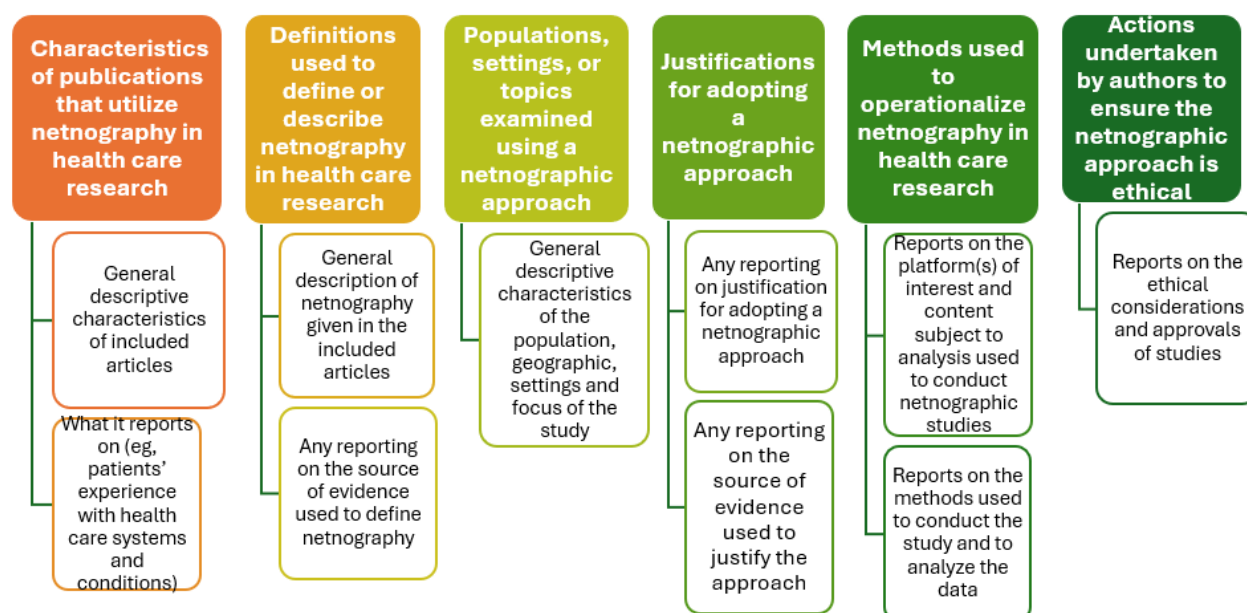 Characteristics
of publications
that utilize
netnography in
health care
research
General
descriptive
characteristics
of included
articles
What it reports
on (eg,
patients’
experience
with health
care systems
and
conditions)
Definitions
used to
define or
describe
netnography
in health care
research
General
description of
netnography
given in the
included
articles
Any reporting
on the source
of evidence
used to define
netnography
Populations,
settings, or
topics
examined
using a
netnographic
approach
General
descriptive
characteristics
of the
population,
geographic,
settings and
focus of the
study
Justifications
for adopting
a
netnographic
approach
Any reporting
on justification
for adopting a
netnographic
approach
Any reporting
on the
source of
evidence
used to
justify the
approach
Methods used
to
operationalize
netnography in
health care
research
Reports on the
platform(s) of
interest and
content
subject to
analysis used
to conduct
netnographic
studies
Reports on the
methods used
to conduct the
study and to
analyze the
data
Actions
undertaken
by authors to
ensure the
netnographic
approach is
ethical
Reports on the
ethical
considerations
and approvals
of studies